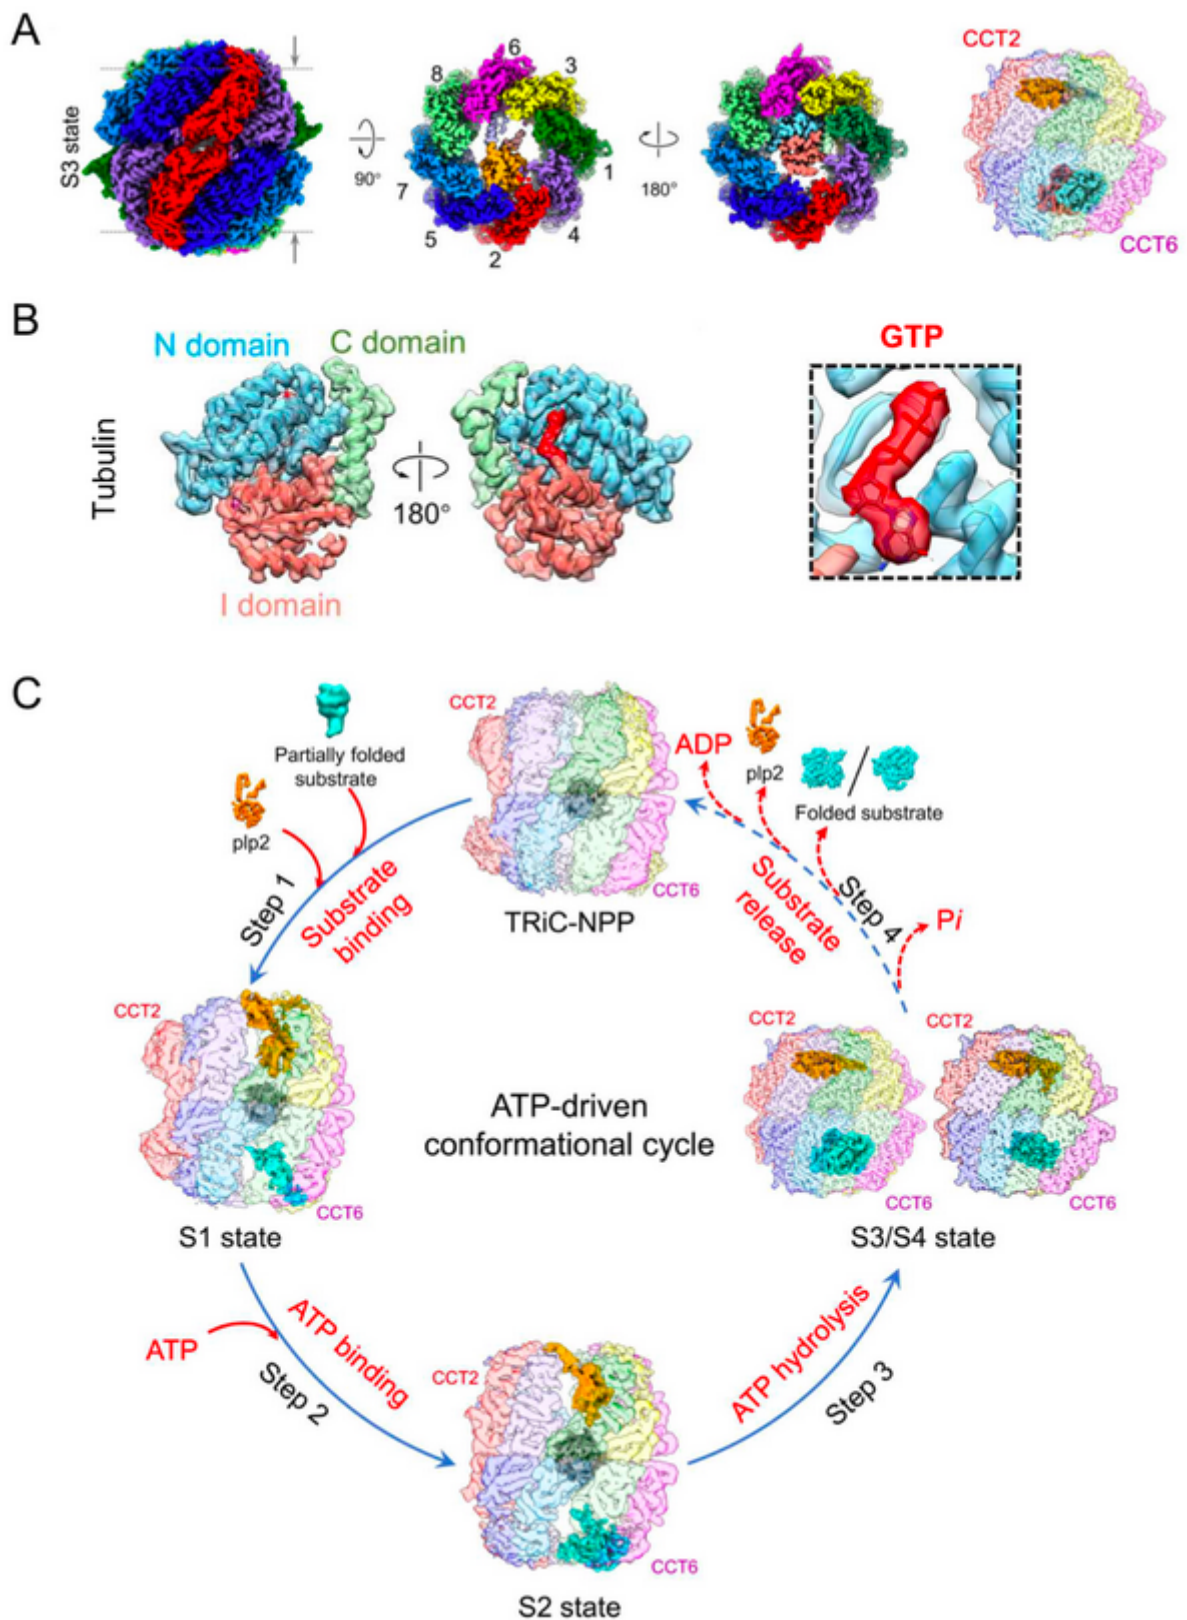 A
S3 state
90°
6
8
3
7
1
5
4
2
180°
CCT2
CCT6
B
Tubulin
N domain
C domain
I domain
180°
GTP
C
Partially folded
substrate
plp2
Step 1
Substrate
binding
CCT2
CCT6
TRiC-NPP
ADP
plp2
Folded substrate
Substrate
release
Step 4
Pi
CCT2
CCT6
S1 state
ATP-driven
conformational cycle
CCT2
CCT6
CCT2
CCT6
S3/S4 state
ATP
ATP binding
Step 2
CCT2
CCT6
S2 state
ATP hydrolysis
Step 3